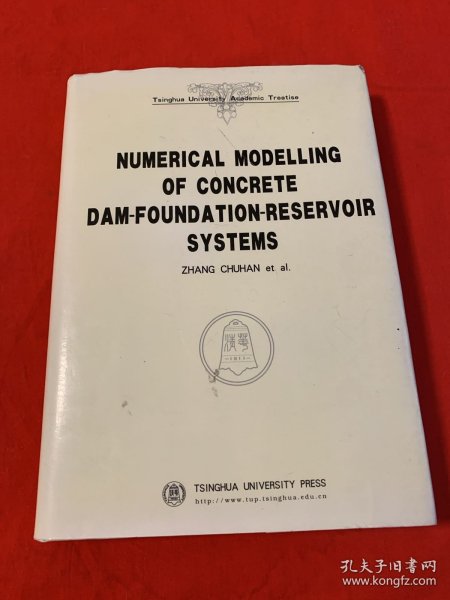 Tsinghua University Academic Treatise
NUMERICAL MODELLING
OF CONCRETE
DAM-FOUNDATION-RESERVOIR
SYSTEMS
ZHANG CHUHAN et al.
1911
TSINGHUA UNIVERSITY PRESS
http://www.tup.tsinghua.edu.cn
孔夫子旧书网
www.kongfz.com